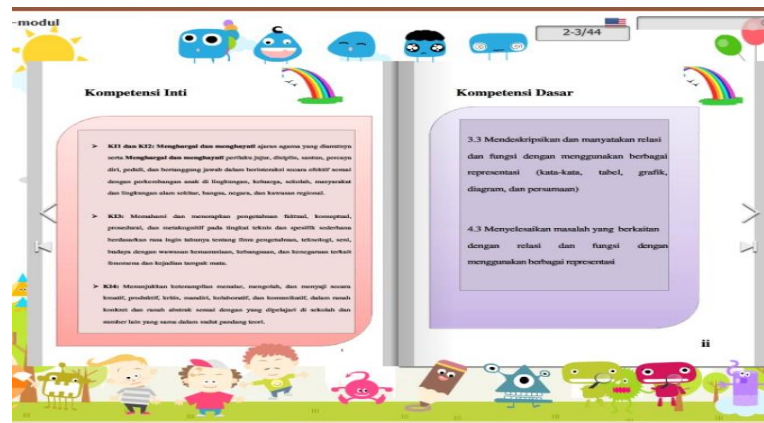 -modul
2-3/44
Kompetensi Inti
➢ KI1 dan KI2: Menghargai dan menghayati ajaran agama yang dianutnya
serta Menghargai dan menghayati perilaku jujur, disiplin, santun, percaya
diri, peduli, dan bertanggung jawab dalam berinteraksi secara efektif sesuai
dengan perkembangan anak di lingkungan, keluarga, sekolah, masyarakat
dan lingkungan alam sekitar, bangsa, negara, dan kawasan regional.
➢ KI3: Memahami dan menerapkan pengetahuan faktual, konseptual,
prosedural, dan metakognitif pada tingkat teknis dan spesifik sederhana
berdasarkan rasa ingin tahunya tentang ilmu pengetahuan, teknologi, seni,
budaya dengan wawasan kemanusiaan, kebangsaan, dan kenegaraan terkait
fenomena dan kejadian tampak mata.
➢ KI4: Menunjukkan keterampilan menalar, mengolah, dan menyaji secara
kreatif, produktif, kritis, mandiri, kolaboratif, dan komunikatif, dalam ranah
konkret dan ranah abstrak sesuai dengan yang dipelajari di sekolah dan
sumber lain yang sama dalam sudut pandang teori.
i
Kompetensi Dasar
3.3 Mendeskripsikan dan manyatakan relasi
dan fungsi dengan menggunakan berbagai
representasi (kata-kata, tabel, grafik,
diagram, dan persamaan)
4.3 Menyelesaikan masalah yang berkaitan
dengan relasi dan fungsi dengan
menggunakan berbagai representasi
ii